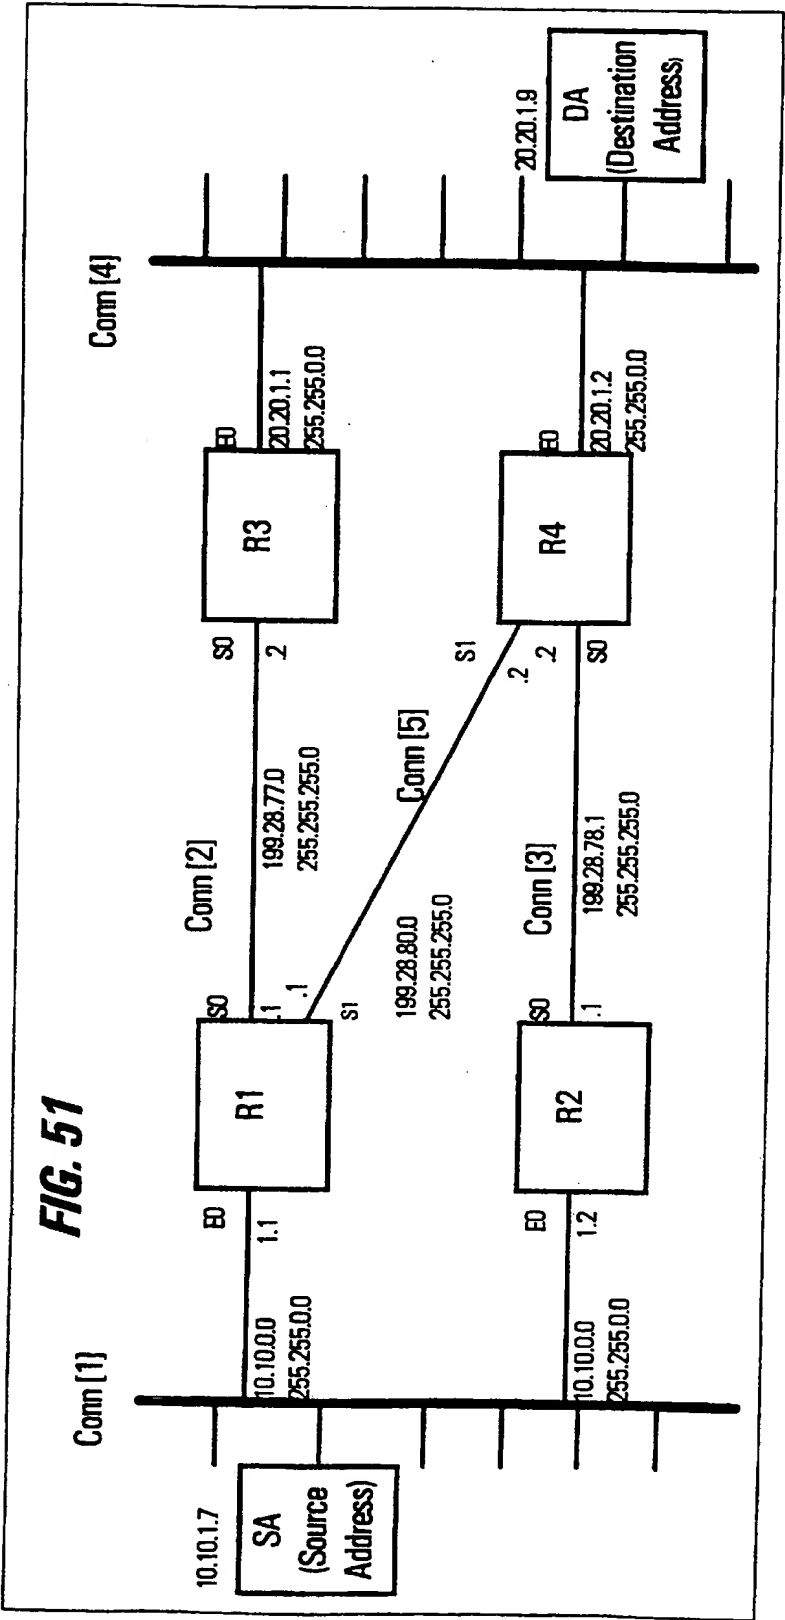 FIG. 51
Conn [1]
10.10.1.7
SA
(Source
Address)
10.10.0.0
255.255.0.0
E0
1.1
R1
S0
.1
.1
S1
Conn [2]
199.28.77.0
255.255.255.0
S0
.2
R3
E0
20.20.1.1
255.255.0.0
Conn [4]
199.28.80.0
255.255.255.0
Conn [5]
S1
.2
10.10.0.0
255.255.0.0
E0
1.2
R2
S0
.1
Conn [3]
199.28.78.1
255.255.255.0
.2
S0
R4
E0
20.20.1.2
255.255.0.0
20.20.1.9
DA
(Destination
Address)